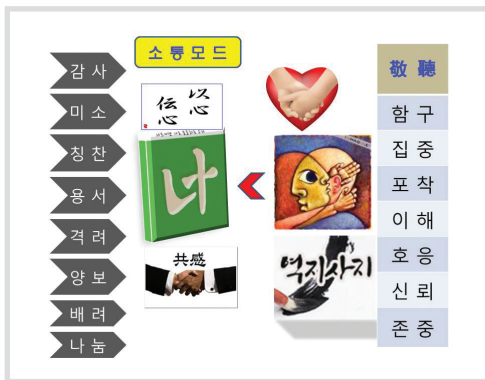 소통모드
감사
미소
칭찬
용서
격려
양보
배려
나눔
以心
伝心
나
共感
역지사지
敬聽
함구
집중
포착
이해
호응
신뢰
존중